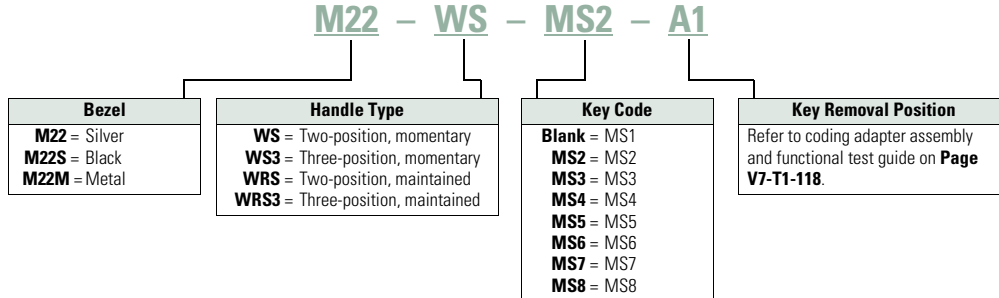 M22 – WS – MS2 – A1
Bezel
M22 = Silver
M22S = Black
M22M = Metal
Handle Type
WS = Two-position, momentary
WS3 = Three-position, momentary
WRS = Two-position, maintained
WRS3 = Three-position, maintained
Key Code
Blank = MS1
MS2 = MS2
MS3 = MS3
MS4 = MS4
MS5 = MS5
MS6 = MS6
MS7 = MS7
MS8 = MS8
Key Removal Position
Refer to coding adapter assembly
and functional test guide on Page
V7-T1-118.